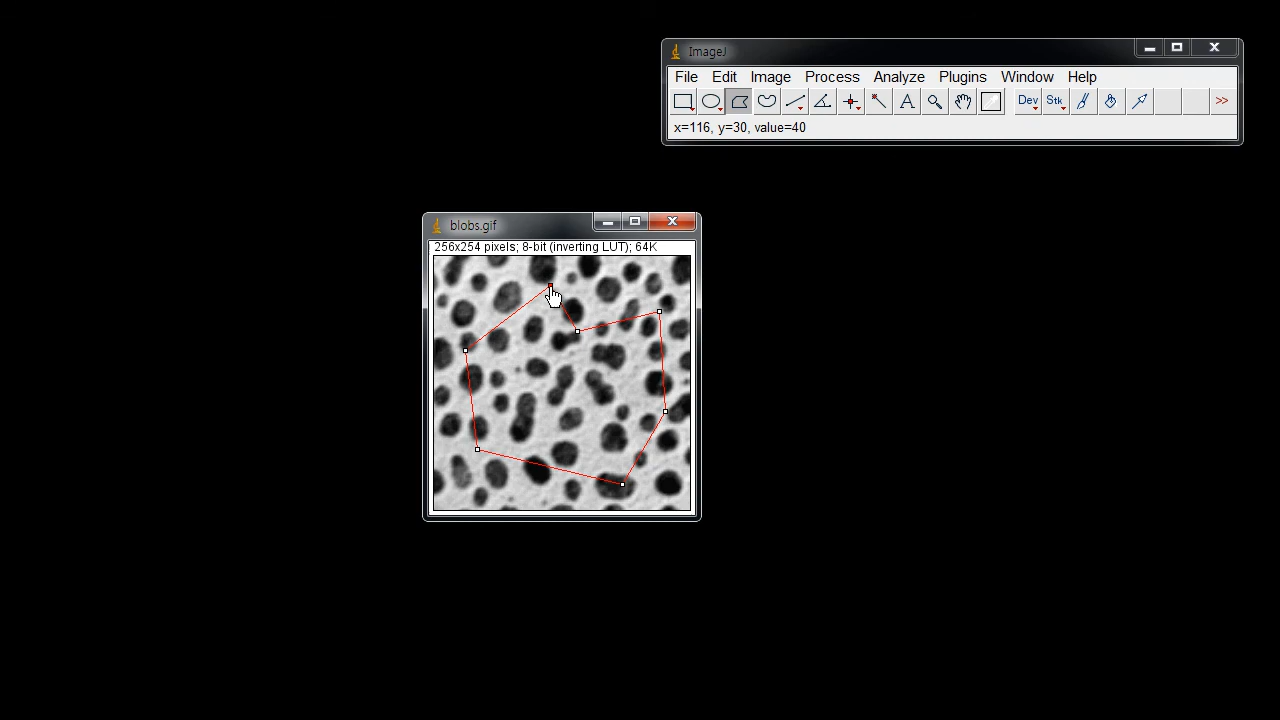 ImageJ
File Edit Image Process Analyze Plugins Window Help
A Dev Stk >>
x=116, y=30, value=40
blobs.gif
256x254 pixels; 8-bit (inverting LUT); 64K